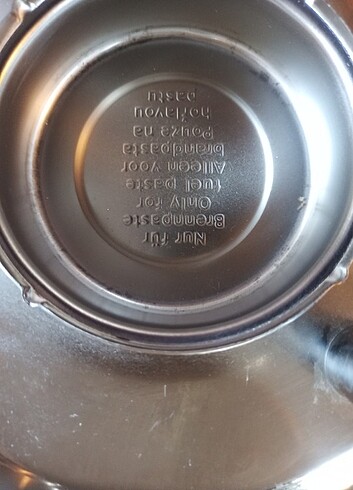 Nur für
Brennpaste
Only for
fuel paste
Alleen voor
brandpasta
Pouze na
hořlavou
pastu